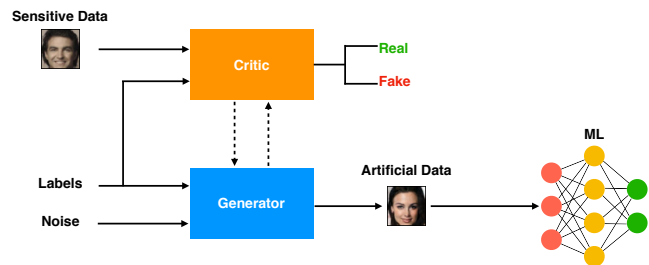 Sensitive Data
Critic
Real
Fake
ML
Artificial Data
Labels
Generator
Noise